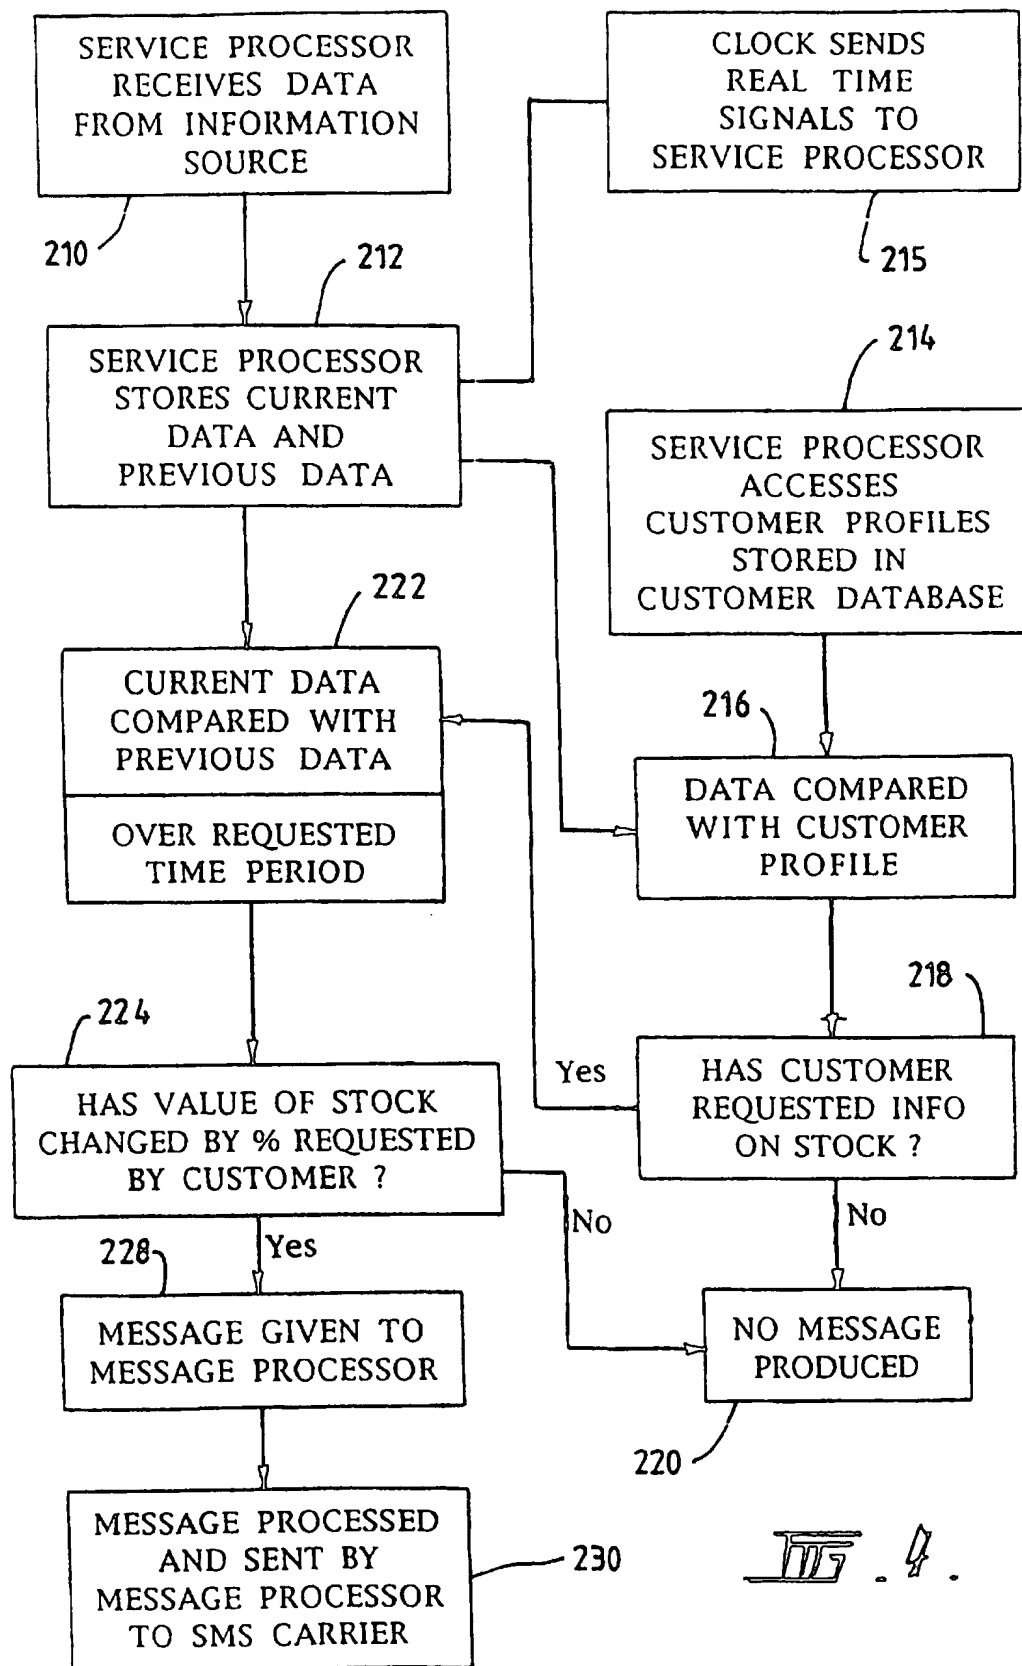 SERVICE PROCESSOR
RECEIVES DATA
FROM INFORMATION
SOURCE
210
CLOCK SENDS
REAL TIME
SIGNALS TO
SERVICE PROCESSOR
215
212
SERVICE PROCESSOR
STORES CURRENT
DATA AND
PREVIOUS DATA
214
SERVICE PROCESSOR
ACCESSES
CUSTOMER PROFILES
STORED IN
CUSTOMER DATABASE
222
CURRENT DATA
COMPARED WITH
PREVIOUS DATA
OVER REQUESTED
TIME PERIOD
216
DATA COMPARED
WITH CUSTOMER
PROFILE
218
HAS CUSTOMER
REQUESTED INFO
ON STOCK ?
Yes
No
224
HAS VALUE OF STOCK
CHANGED BY % REQUESTED
BY CUSTOMER ?
No
Yes
228
MESSAGE GIVEN TO
MESSAGE PROCESSOR
NO MESSAGE
PRODUCED
220
MESSAGE PROCESSED
AND SENT BY
MESSAGE PROCESSOR
TO SMS CARRIER
230
FIG. 4.